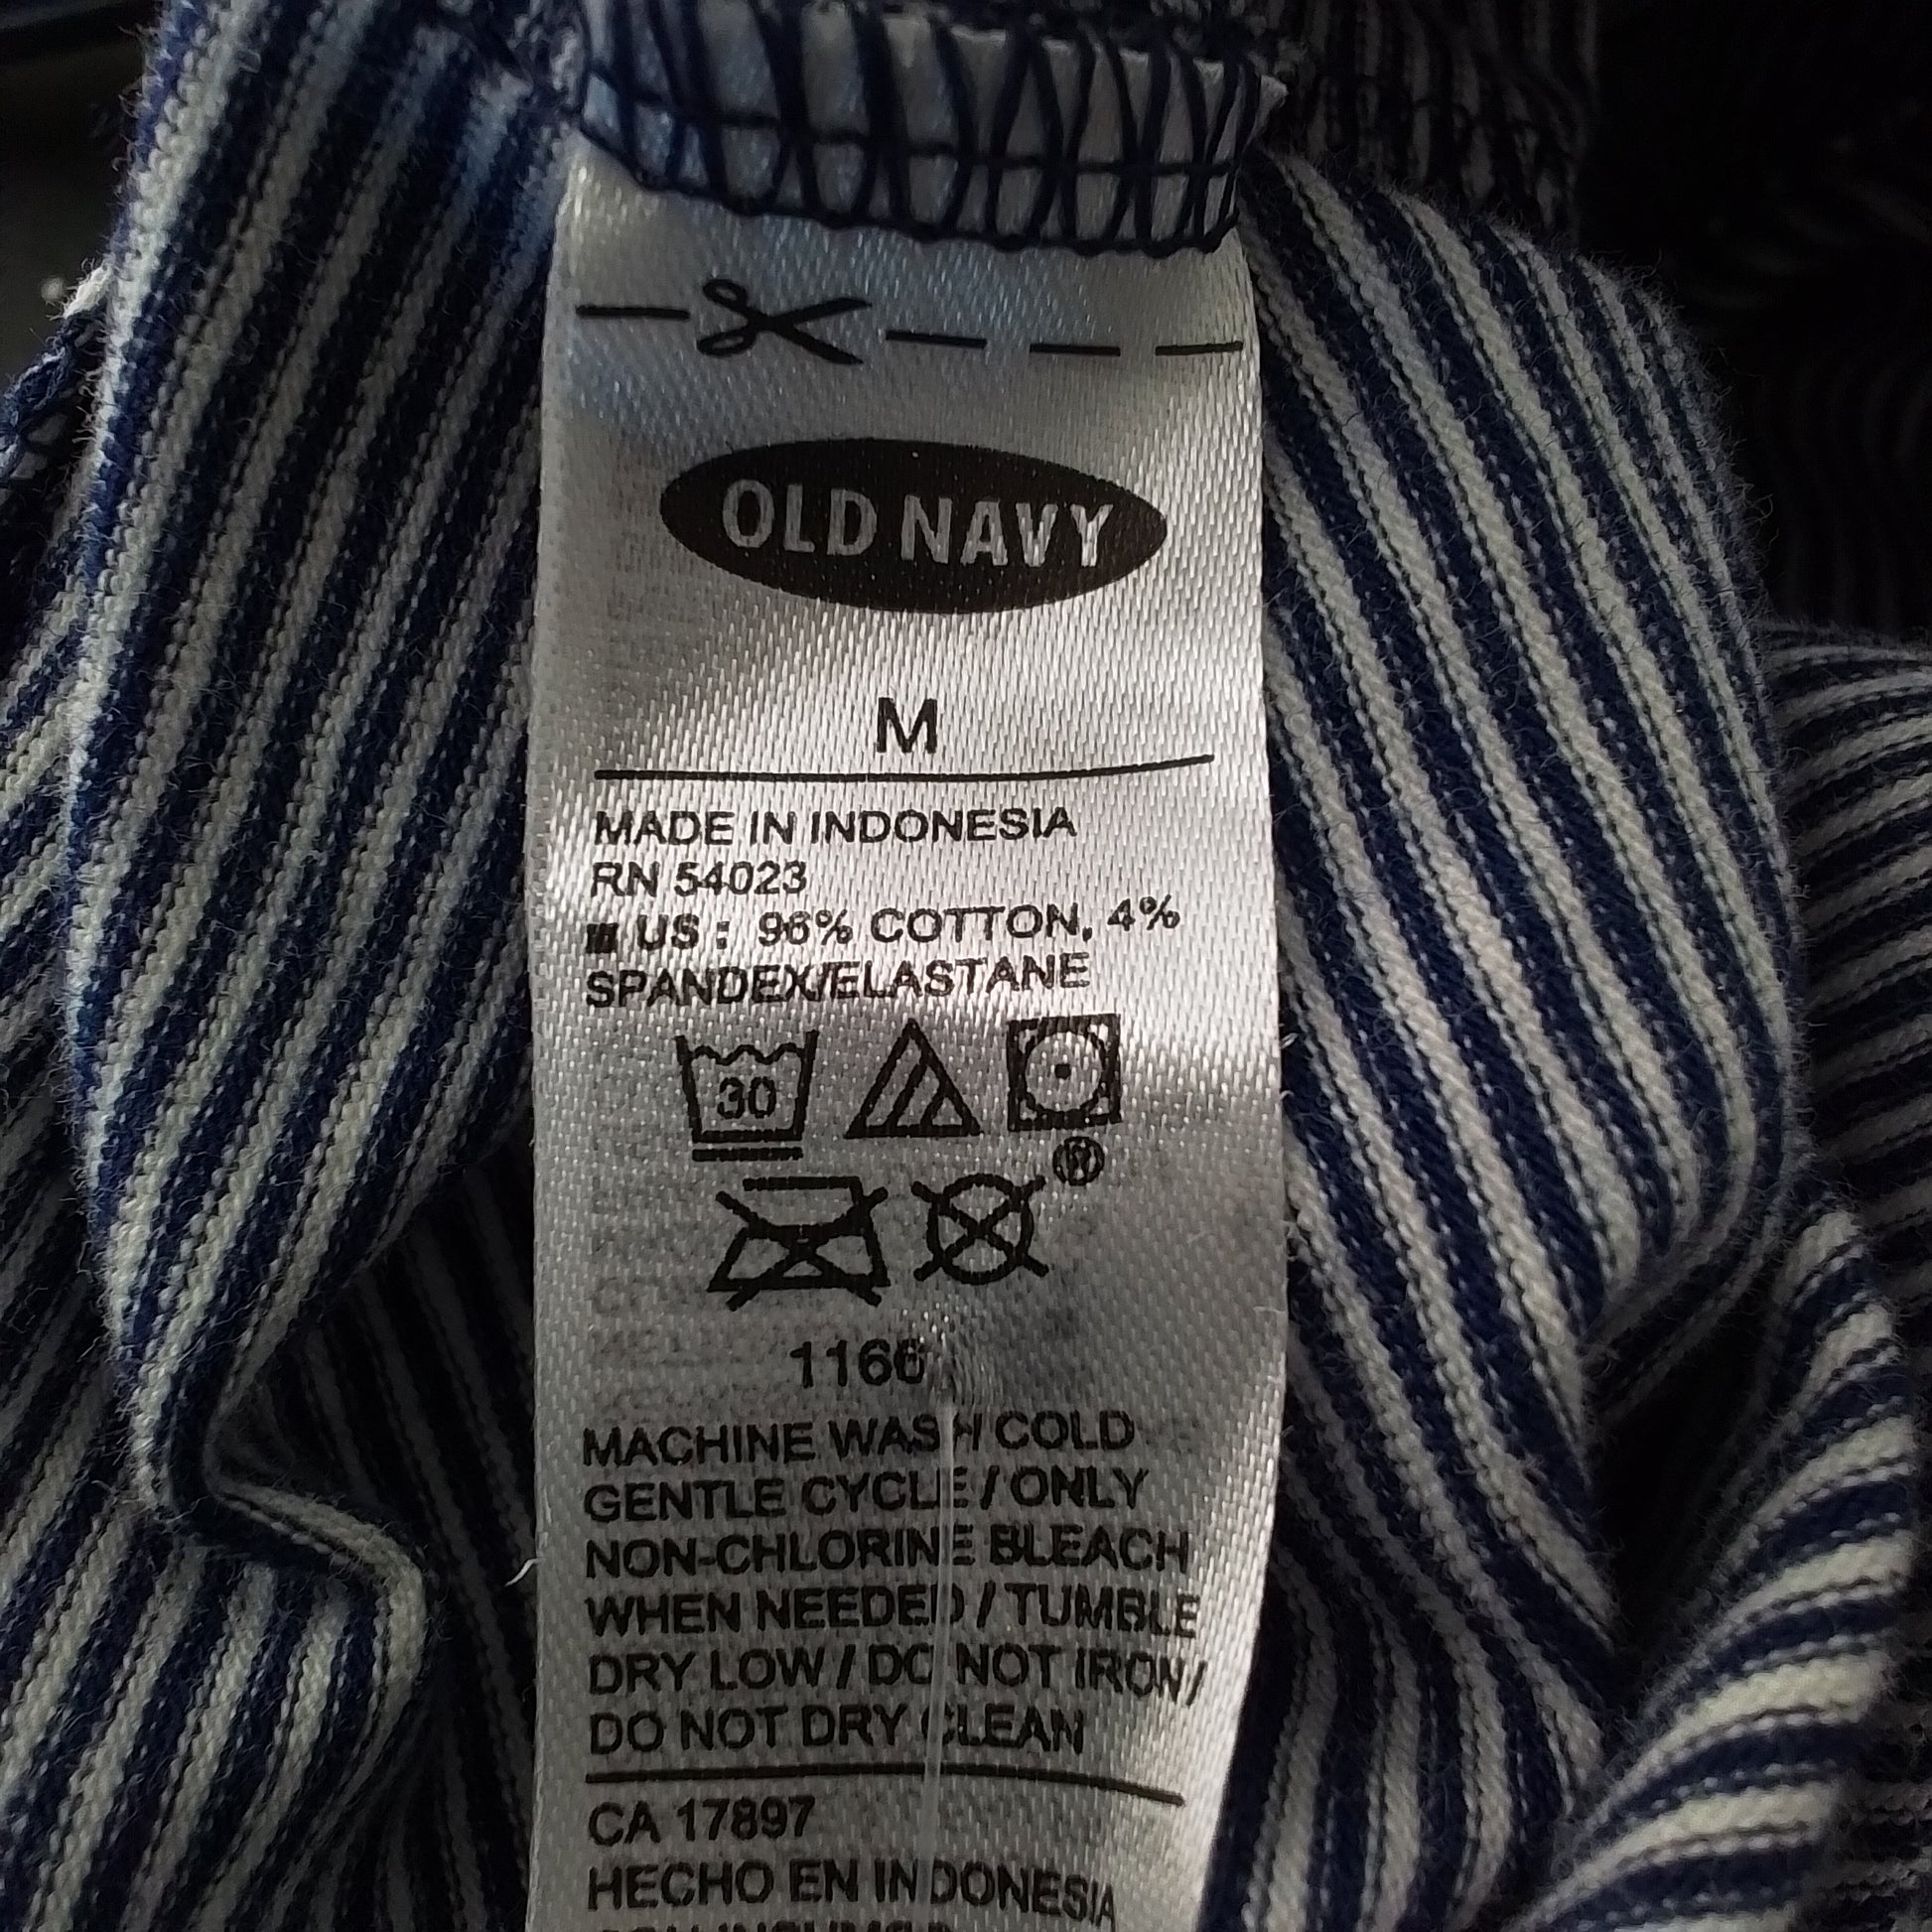 OLD NAVY
M
MADE IN INDONESIA
RN 54023
US : 96% COTTON, 4%
SPANDEX/ELASTANE
30
®
1166
MACHINE WASH COLD
GENTLE CYCLE / ONLY
NON-CHLORINE BLEACH
WHEN NEEDED / TUMBLE
DRY LOW / DO NOT IRON /
DO NOT DRY CLEAN
CA 17897
HECHO EN INDONESIA